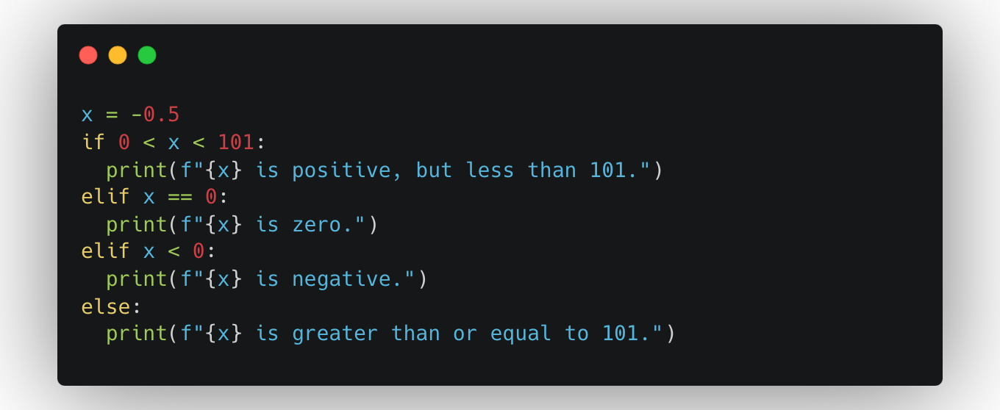 x = -0.5
if 0 < x < 101:
  print(f"{x} is positive, but less than 101.")
elif x == 0:
  print(f"{x} is zero.")
elif x < 0:
  print(f"{x} is negative.")
else:
  print(f"{x} is greater than or equal to 101.")